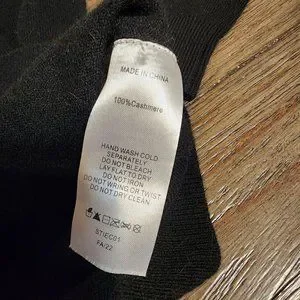 MADE IN CHINA
100%Cashmere
HAND WASH COLD
SEPARATELY
DO NOT BLEACH
LAY FLAT TO DRY
DO NOT IRON
DO NOT WRING OR TWIST
DO NOT DRY CLEAN
STIEC01
FA/22